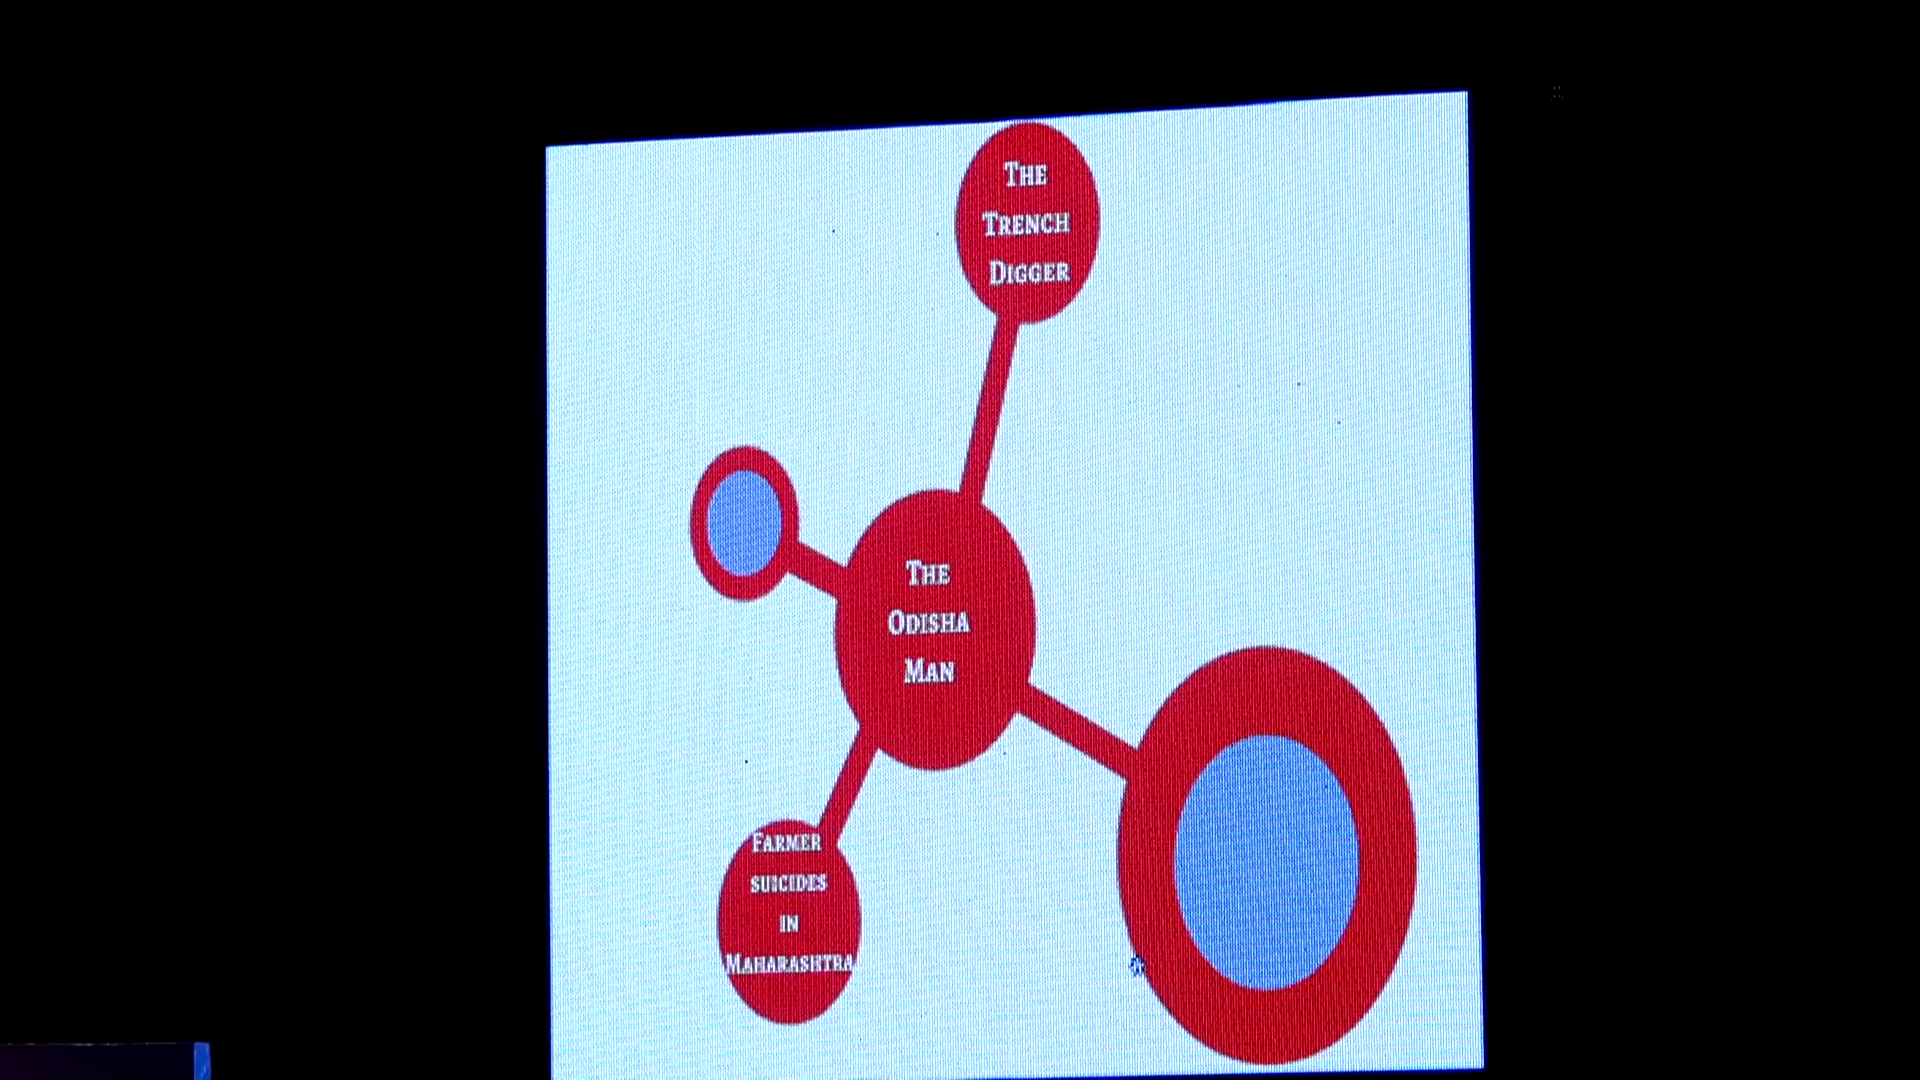 THE
TRENCH
DIGGER
THE
ODISHA
MAN
FARMER
SUICIDES
IN
MAHARASHTRA